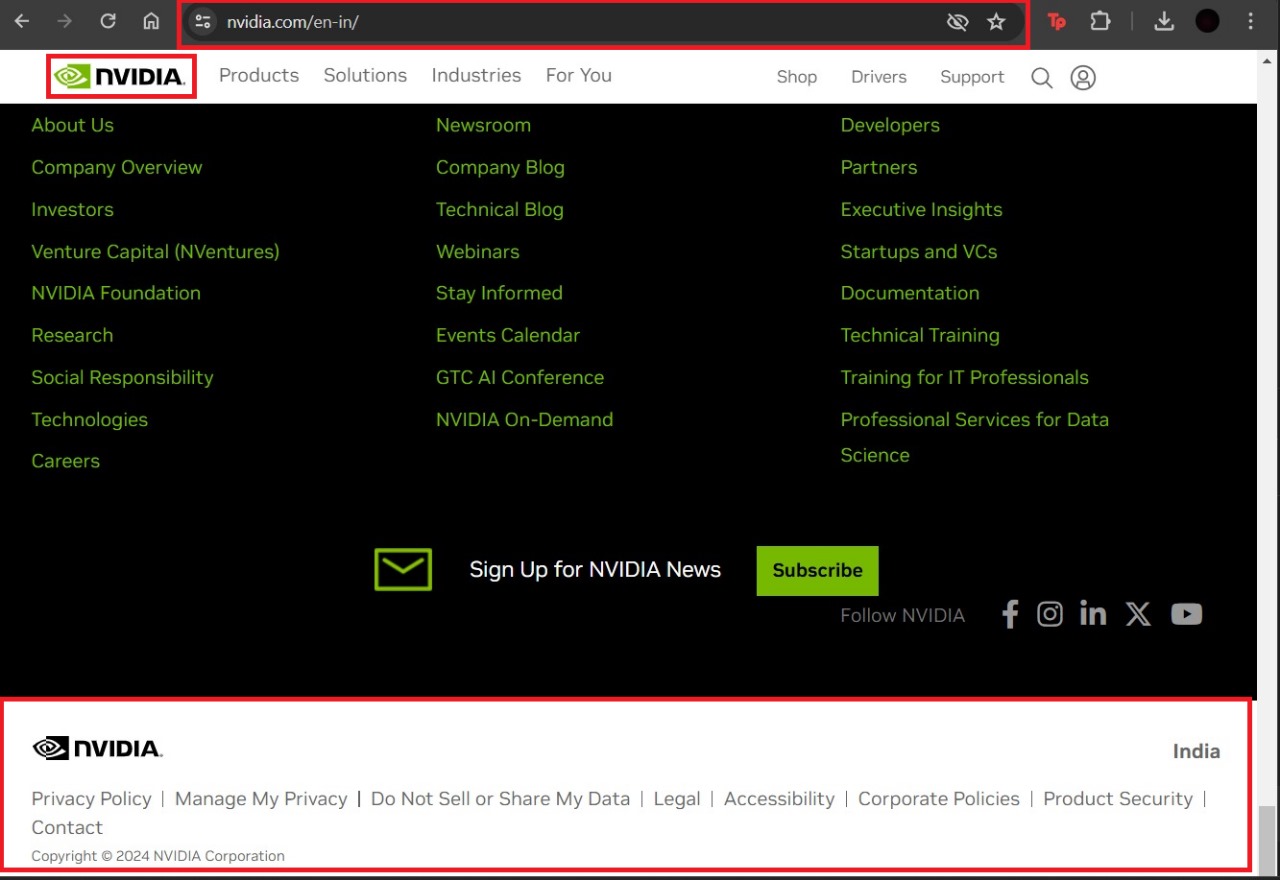 nvidia.com/en-in/
Tp
NVIDIA. Products Solutions Industries For You Shop Drivers Support
About Us Newsroom Developers
Company Overview Company Blog Partners
Investors Technical Blog Executive Insights
Venture Capital (NVentures) Webinars Startups and VCs
NVIDIA Foundation Stay Informed Documentation
Research Events Calendar Technical Training
Social Responsibility GTC AI Conference Training for IT Professionals
Technologies NVIDIA On-Demand Professional Services for Data
Careers Science
Sign Up for NVIDIA News Subscribe
Follow NVIDIA
NVIDIA. India
Privacy Policy | Manage My Privacy | Do Not Sell or Share My Data | Legal | Accessibility | Corporate Policies | Product Security |
Contact
Copyright © 2024 NVIDIA Corporation